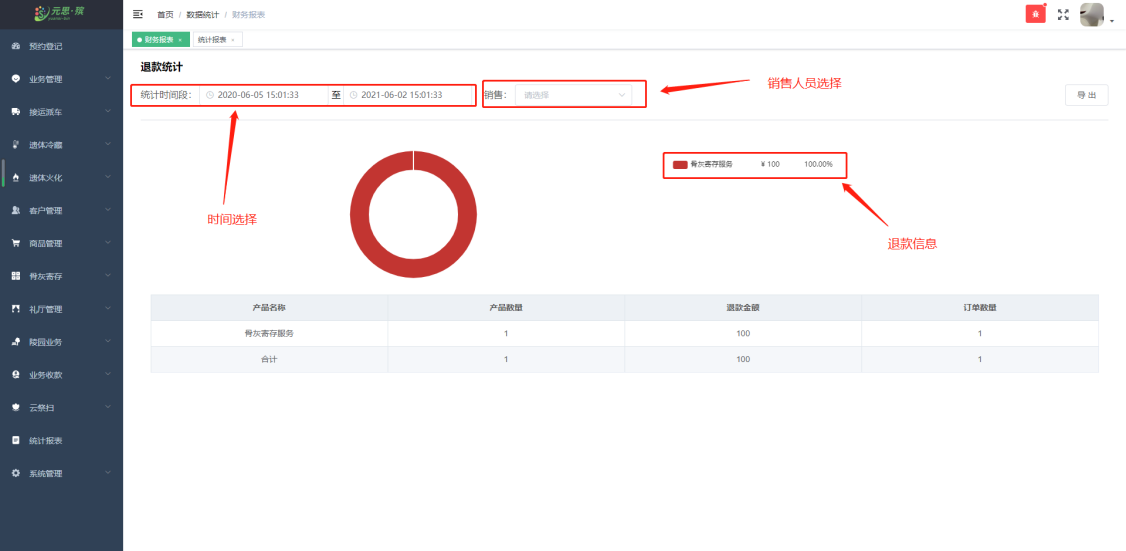 元思·殡
首页 / 数据统计 / 财务报表
财务报表 ×
统计报表 ×
预约登记
业务管理
接运派车
遗体冷藏
遗体火化
客户管理
商品管理
骨灰寄存
礼厅管理
陵园业务
业务收款
云祭扫
统计报表
系统管理
退款统计
统计时间段: 2020-06-05 15:01:33 至 2021-06-02 15:01:33 销售: 请选择
销售人员选择
导出
骨灰寄存服务 ¥ 100 100.00%
时间选择
退款信息
产品名称 产品数量 退款金额 订单数量
骨灰寄存服务 1 100 1
合计 1 100 1